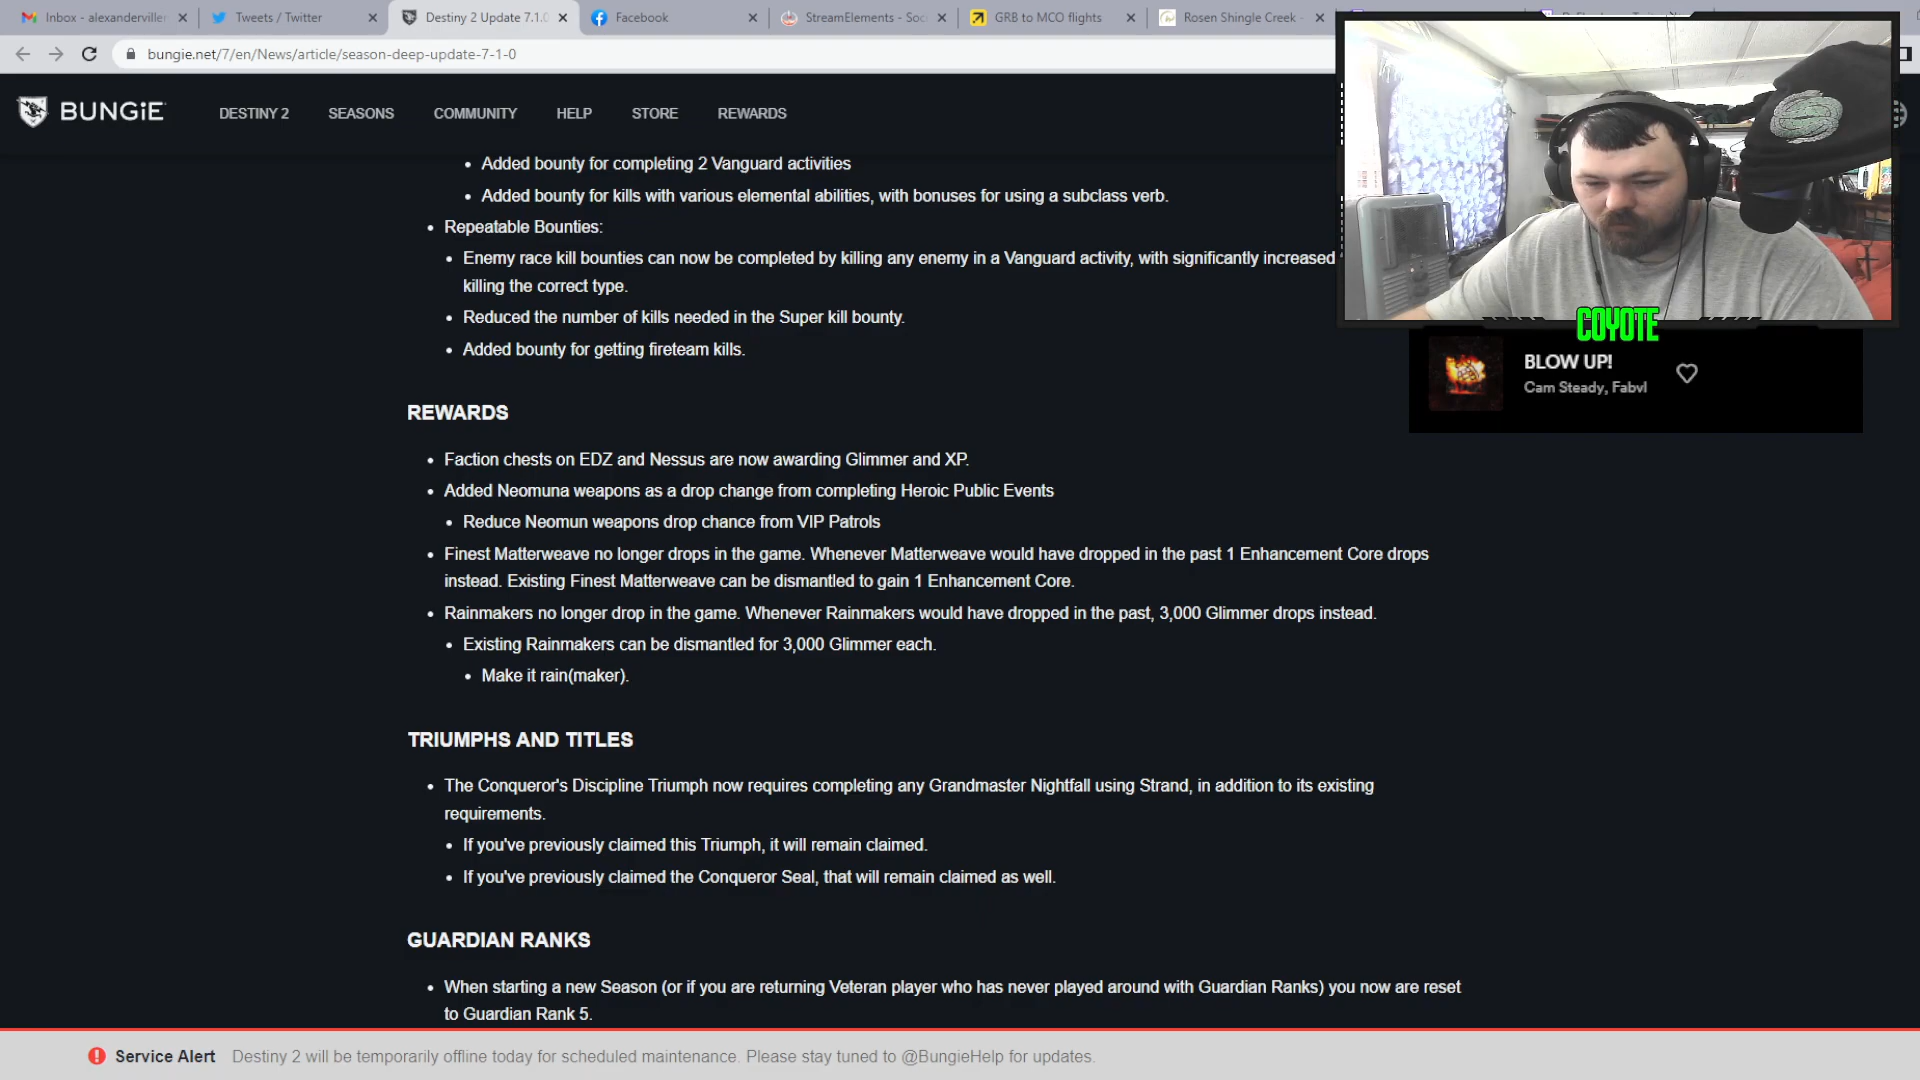 Inbox - alexanderviller
Tweets / Twitter
Destiny 2 Update 7.1.0
Facebook
StreamElements - Soc
GRB to MCO flights
Rosen Shingle Creek -
bungie.net/7/en/News/article/season-deep-update-7-1-0
BUNGiE
DESTINY 2
SEASONS
COMMUNITY
HELP
STORE
REWARDS
• Added bounty for completing 2 Vanguard activities
• Added bounty for kills with various elemental abilities, with bonuses for using a subclass verb.
• Repeatable Bounties:
• Enemy race kill bounties can now be completed by killing any enemy in a Vanguard activity, with significantly increased
killing the correct type.
• Reduced the number of kills needed in the Super kill bounty.
• Added bounty for getting fireteam kills.
COYOTE
BLOW UP!
Cam Steady, Fabvl
REWARDS
• Faction chests on EDZ and Nessus are now awarding Glimmer and XP.
• Added Neomuna weapons as a drop change from completing Heroic Public Events
• Reduce Neomun weapons drop chance from VIP Patrols
• Finest Matterweave no longer drops in the game. Whenever Matterweave would have dropped in the past 1 Enhancement Core drops
instead. Existing Finest Matterweave can be dismantled to gain 1 Enhancement Core.
• Rainmakers no longer drop in the game. Whenever Rainmakers would have dropped in the past, 3,000 Glimmer drops instead.
• Existing Rainmakers can be dismantled for 3,000 Glimmer each.
• Make it rain(maker).
TRIUMPHS AND TITLES
• The Conqueror's Discipline Triumph now requires completing any Grandmaster Nightfall using Strand, in addition to its existing
requirements.
• If you've previously claimed this Triumph, it will remain claimed.
• If you've previously claimed the Conqueror Seal, that will remain claimed as well.
GUARDIAN RANKS
• When starting a new Season (or if you are returning Veteran player who has never played around with Guardian Ranks) you now are reset
to Guardian Rank 5.
Service Alert
Destiny 2 will be temporarily offline today for scheduled maintenance. Please stay tuned to @BungieHelp for updates.